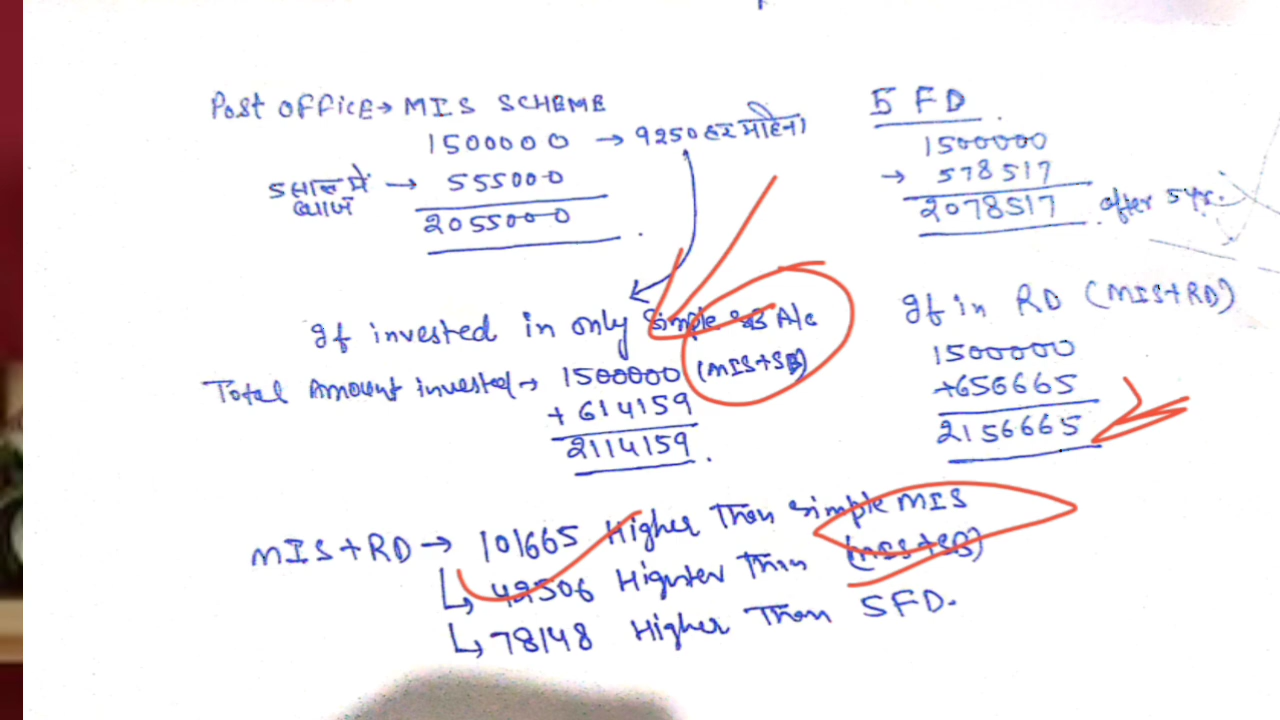 Post OFFICE → MIS SCHEME
1500000 → 9250 हर महिना
5 साल में ब्याज → 555000
2055000
5 FD
1500000
→ 578517
2078517 after 5 yr.
If invested in only Simple SB A/c
Total Amount invested → 1500000 (MIS+SB)
+ 614159
2114159
If in RD (MIS+RD)
1500000
+656665
2156665
MIS+RD → 101665 Higher Than Simple MIS
↳ 42506 Higher Than (MIS+SB)
↳ 78148 Higher Than 5FD.